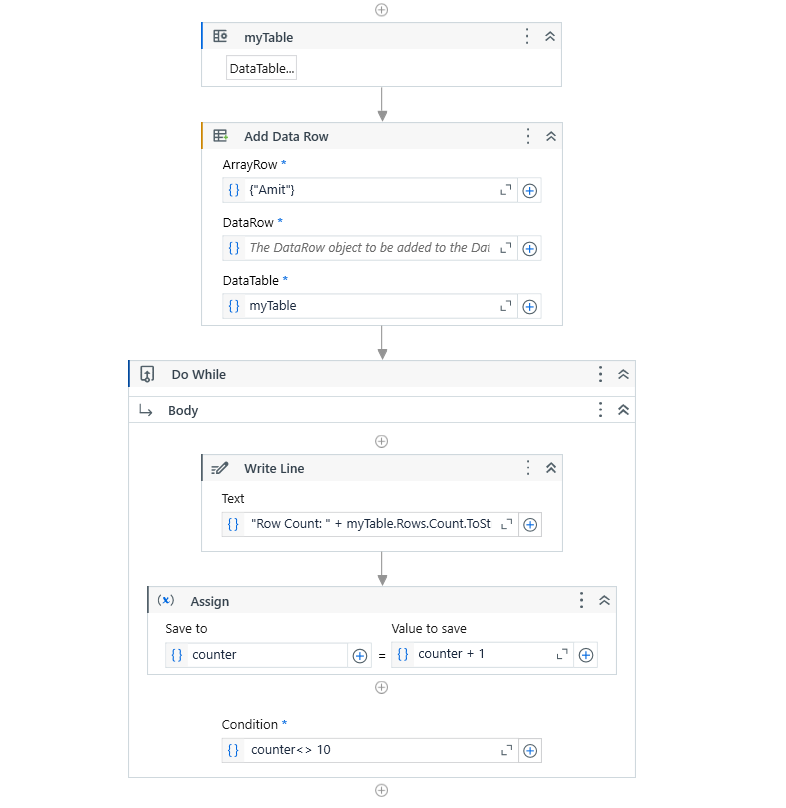 myTable
DataTable...
Add Data Row
ArrayRow *
{"Amit"}
DataRow *
The DataRow object to be added to the Dat
DataTable *
myTable
Do While
Body
Write Line
Text
"Row Count: " + myTable.Rows.Count.ToSt
(x) Assign
Save to Value to save
counter = counter + 1
Condition *
counter<> 10